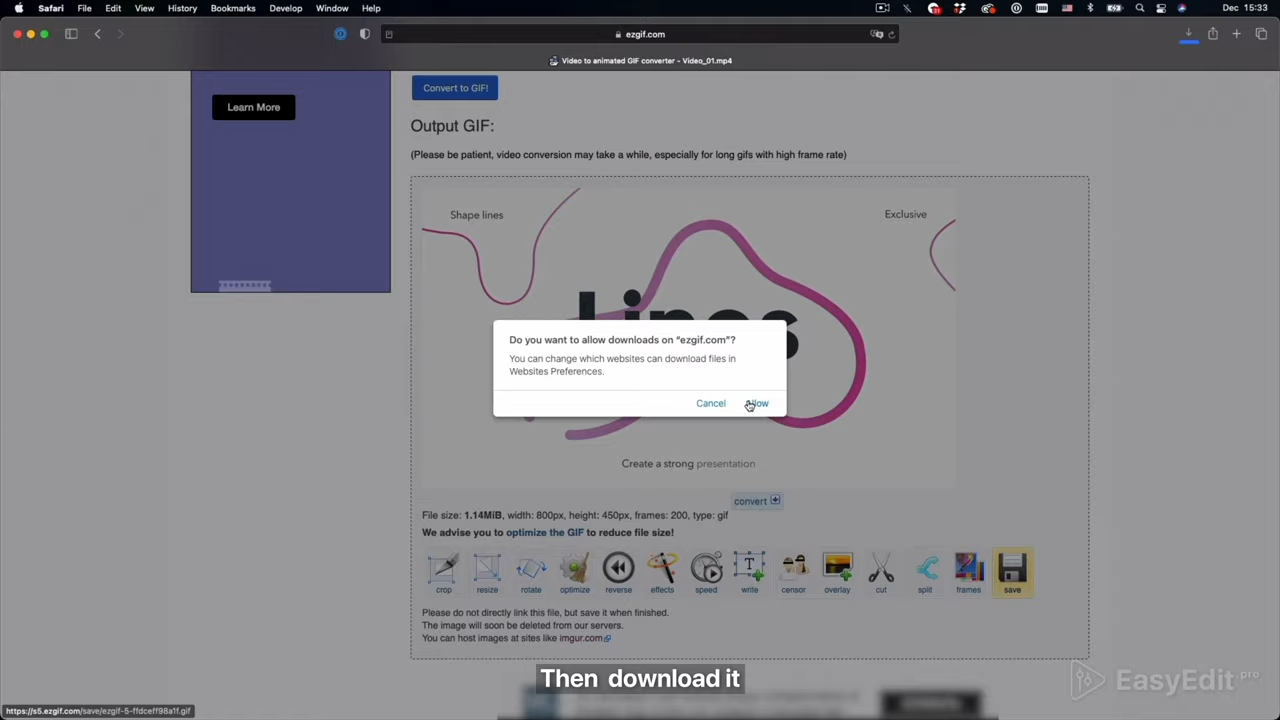 Safari File Edit View History Bookmarks Develop Window Help Dec 15:33
ezgif.com
Video to animated GIF converter - Video_01.mp4
Learn More
Convert to GIF!
Output GIF:
(Please be patient, video conversion may take a while, especially for long gifs with high frame rate)
Shape lines
Exclusive
Lines
Do you want to allow downloads on “ezgif.com”?
You can change which websites can download files in
Websites Preferences.
Cancel Allow
Create a strong presentation
convert
File size: 1.14MiB, width: 800px, height: 450px, frames: 200, type: gif
We advise you to optimize the GIF to reduce file size!
crop resize rotate optimize reverse effects speed write censor overlay cut split frames save
Please do not directly link this file, but save it when finished.
The image will soon be deleted from our servers.
You can host images at sites like imgur.com
Then download it
EasyEdit pro
https://s5.ezgif.com/save/ezgif-5-ffdceff98a1f.gif